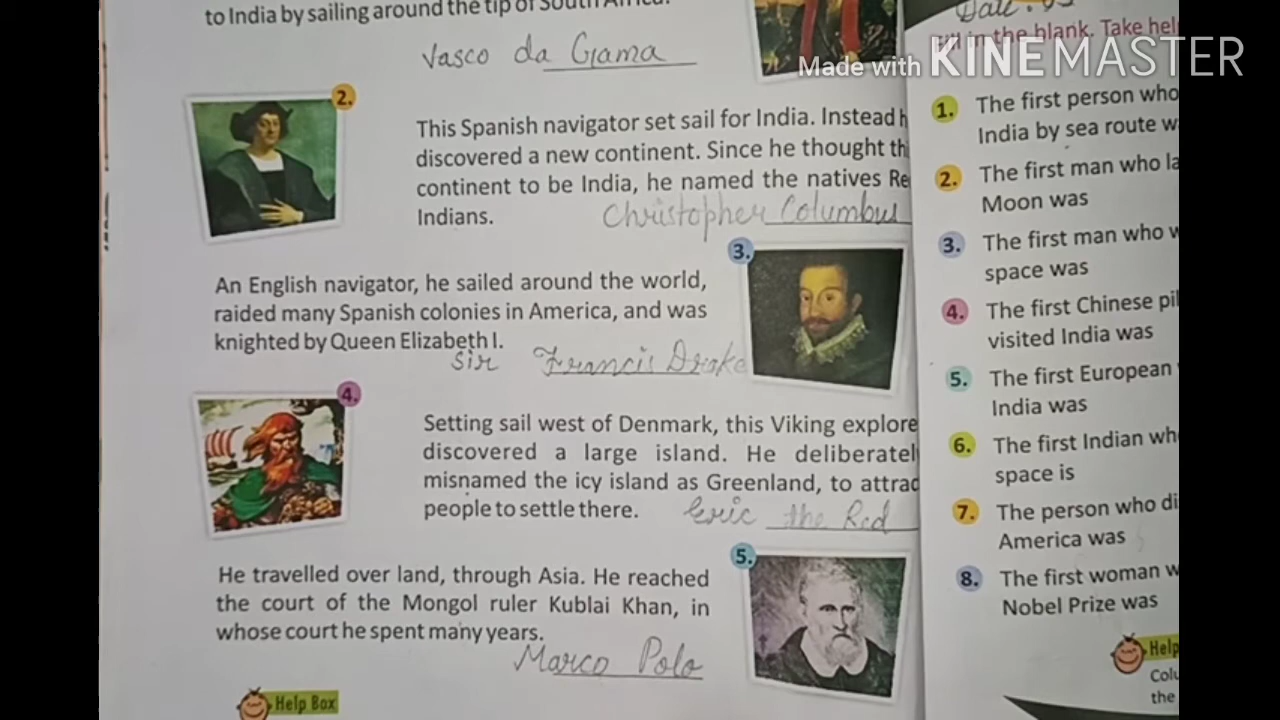 to India by sailing around the tip of South Africa.
Vasco da Gama
2.
This Spanish navigator set sail for India. Instead h
discovered a new continent. Since he thought th
continent to be India, he named the natives Re
Indians.
Christopher Columbus
3.
An English navigator, he sailed around the world,
raided many Spanish colonies in America, and was
knighted by Queen Elizabeth I.
Sir Francis Drake
4.
Setting sail west of Denmark, this Viking explore
discovered a large island. He deliberatel
misnamed the icy island as Greenland, to attrac
people to settle there.
Eric the Red
5.
He travelled over land, through Asia. He reached
the court of the Mongol ruler Kublai Khan, in
whose court he spent many years.
Marco Polo
Help Box
Date.
Fill in the blank. Take hel
Made with KINEMASTER
1. The first person who
India by sea route w
2. The first man who la
Moon was
3. The first man who w
space was
4. The first Chinese pil
visited India was
5. The first European
India was
6. The first Indian wh
space is
7. The person who di
America was
8. The first woman w
Nobel Prize was
Help
Colu
the